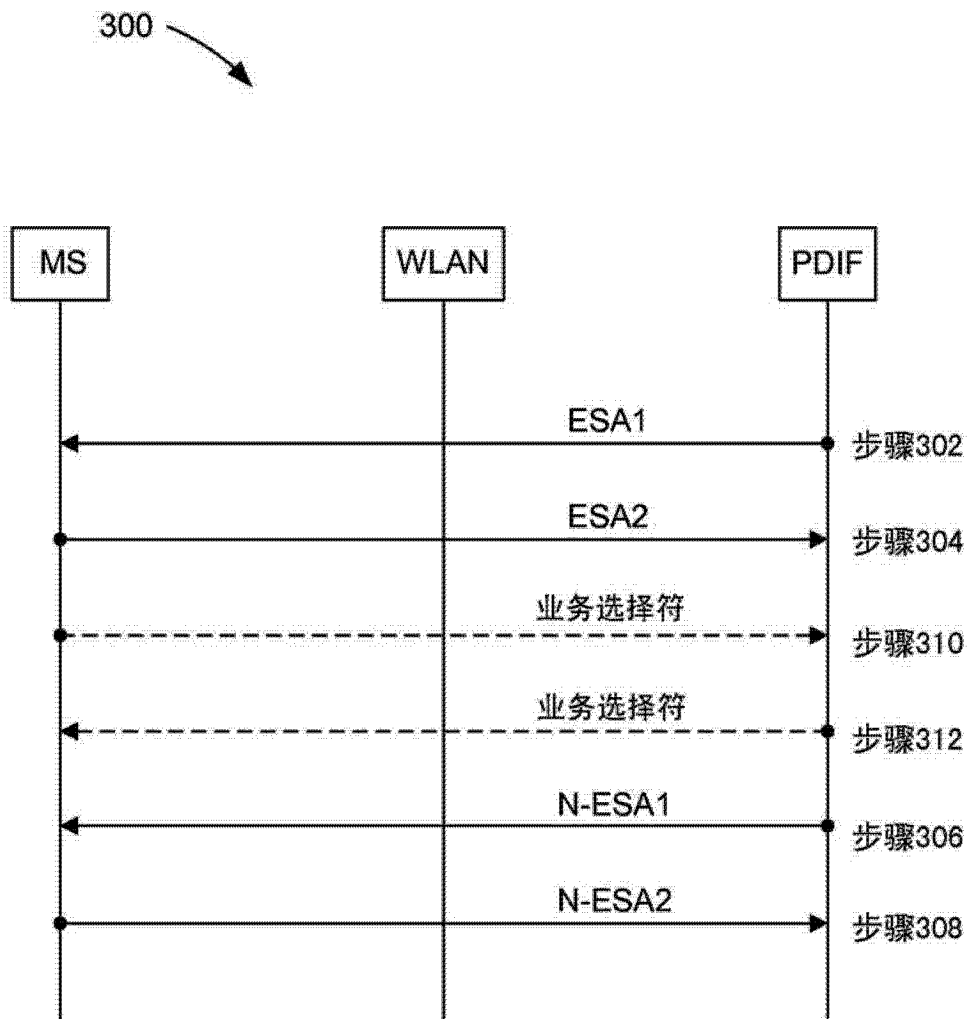 300
MS
WLAN
PDIF
ESA1
步骤302
ESA2
步骤304
业务选择符
步骤310
业务选择符
步骤312
N-ESA1
步骤306
N-ESA2
步骤308